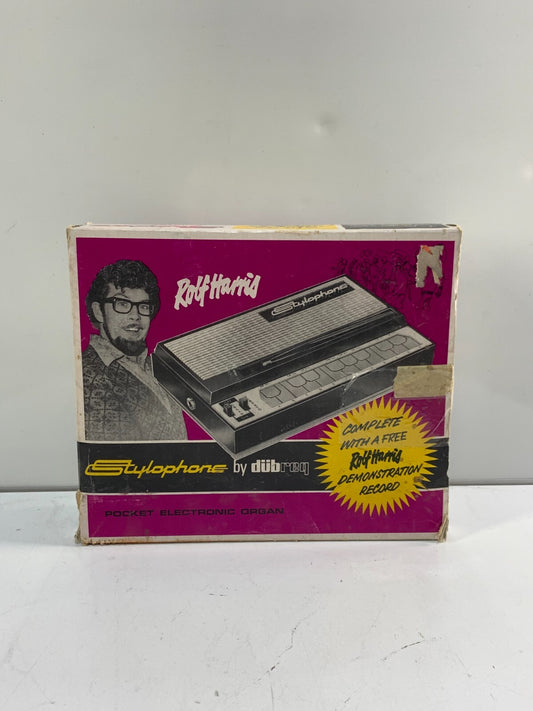 Rolf Harris
Stylophone
Stylophone by dübreq
COMPLETE
WITH A FREE
Rolf Harris
DEMONSTRATION
RECORD
POCKET ELECTRONIC ORGAN